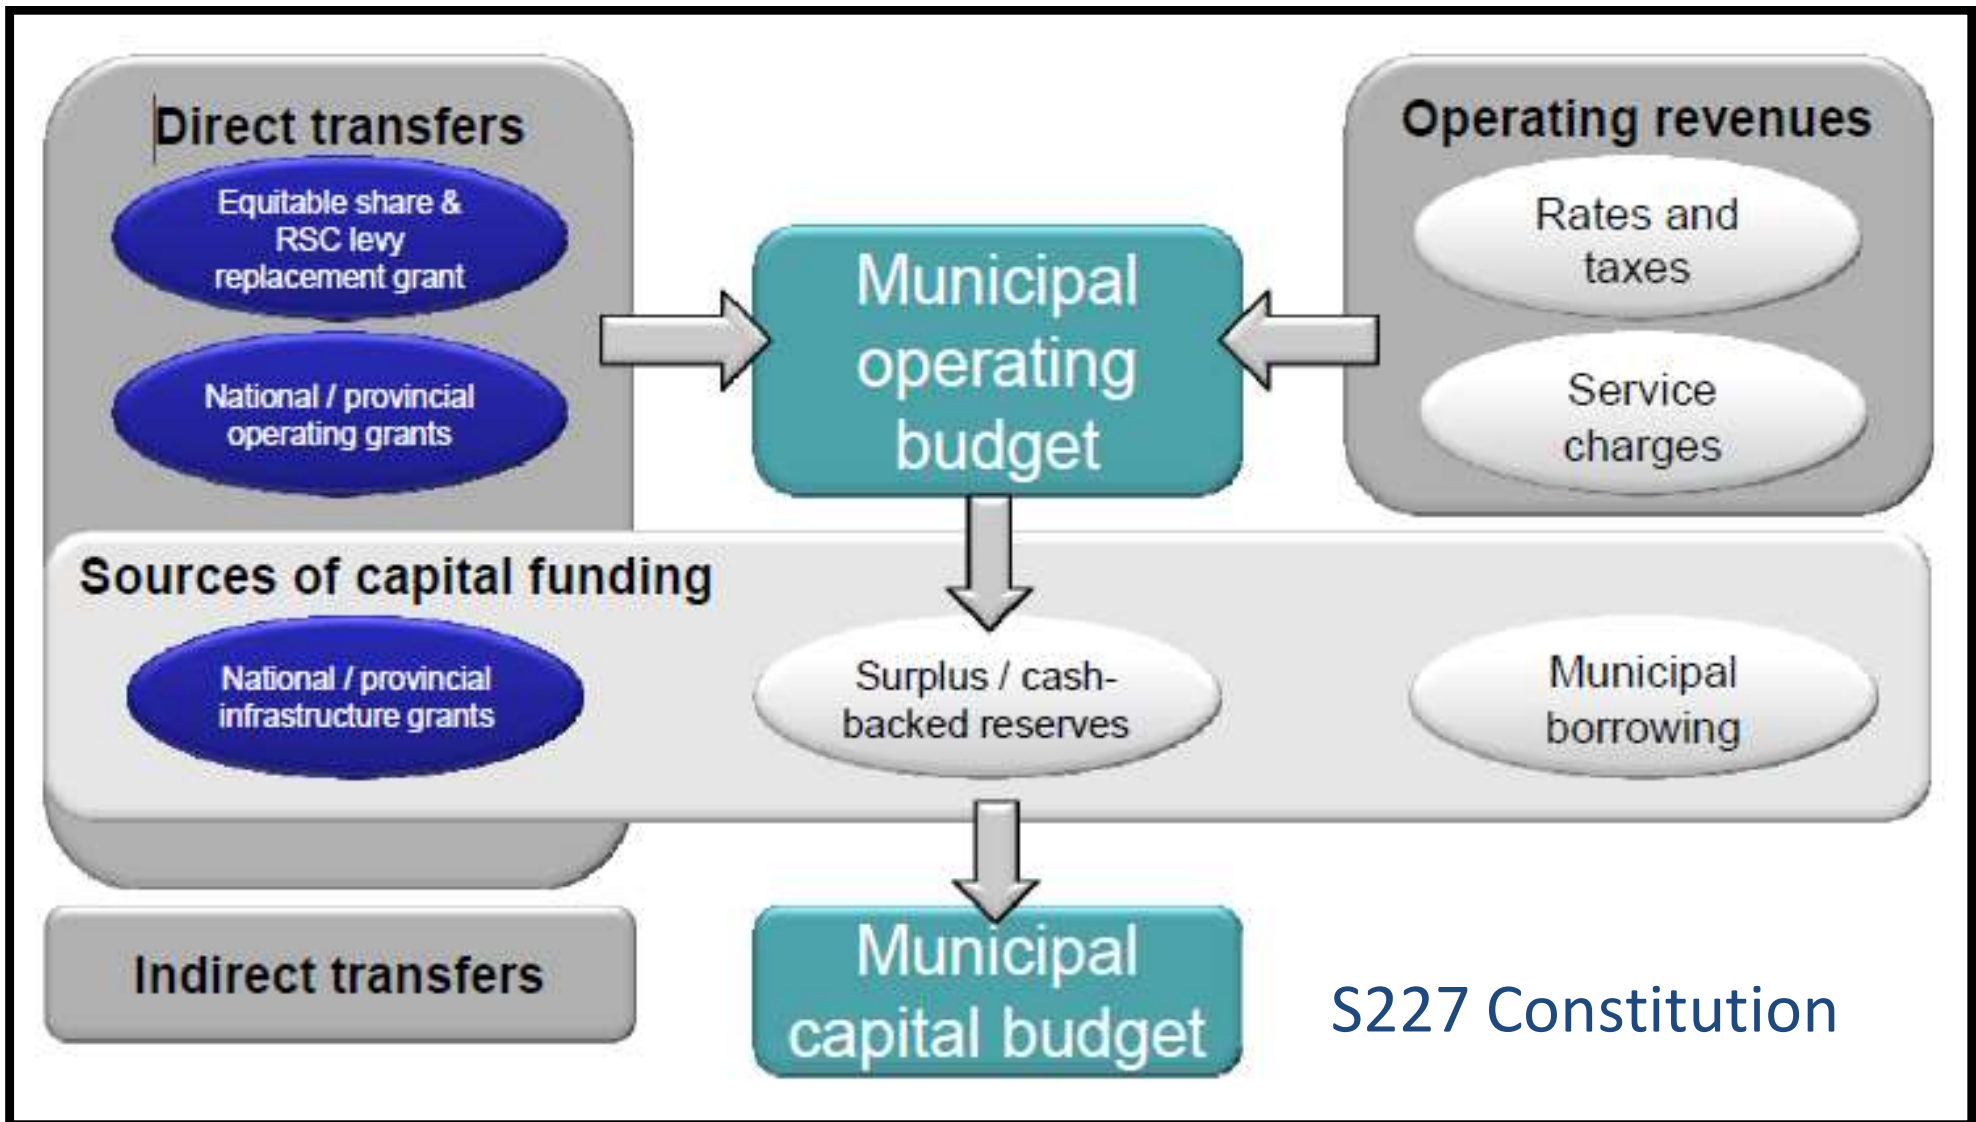 Direct transfers
Equitable share &
RSC levy
replacement grant
National / provincial
operating grants
Municipal
operating
budget
Operating revenues
Rates and
taxes
Service
charges
Sources of capital funding
National / provincial
infrastructure grants
Surplus / cash-
backed reserves
Municipal
borrowing
Indirect transfers
Municipal
capital budget
S227 Constitution